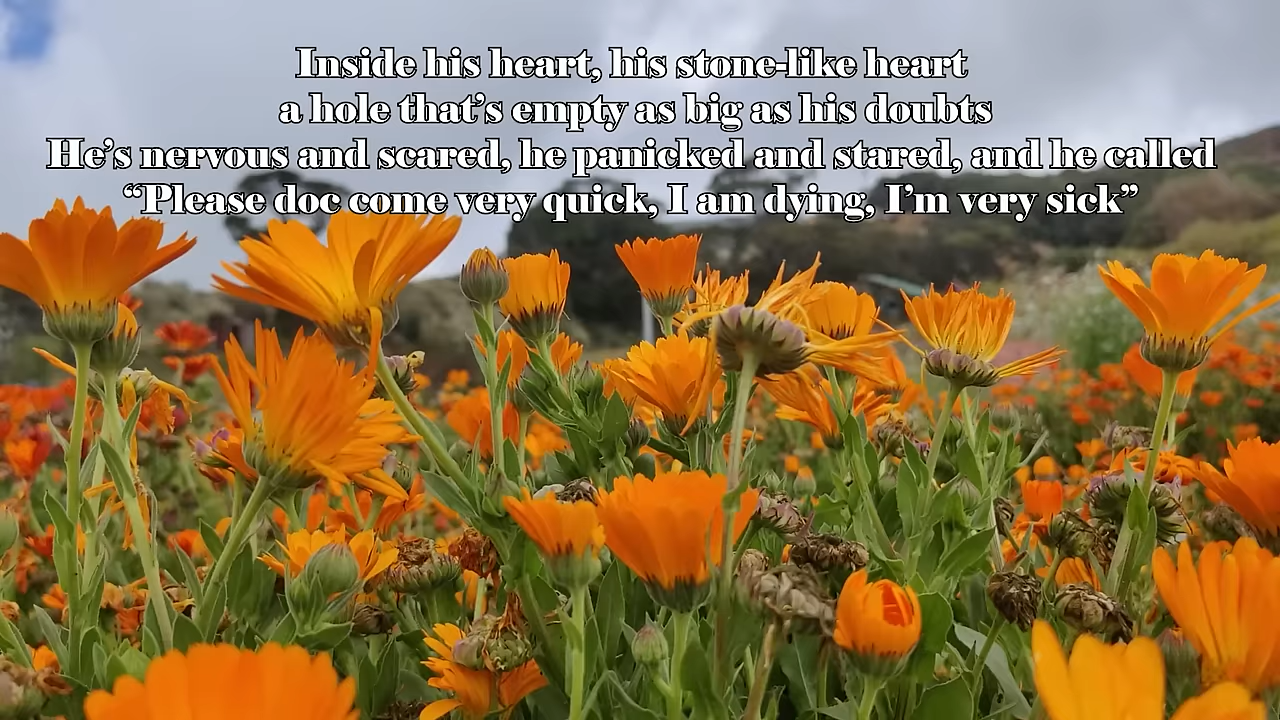 Inside his heart, his stone-like heart
a hole that’s empty as big as his doubts
He’s nervous and scared, he panicked and stared, and he called
“Please doc come very quick, I am dying, I’m very sick”